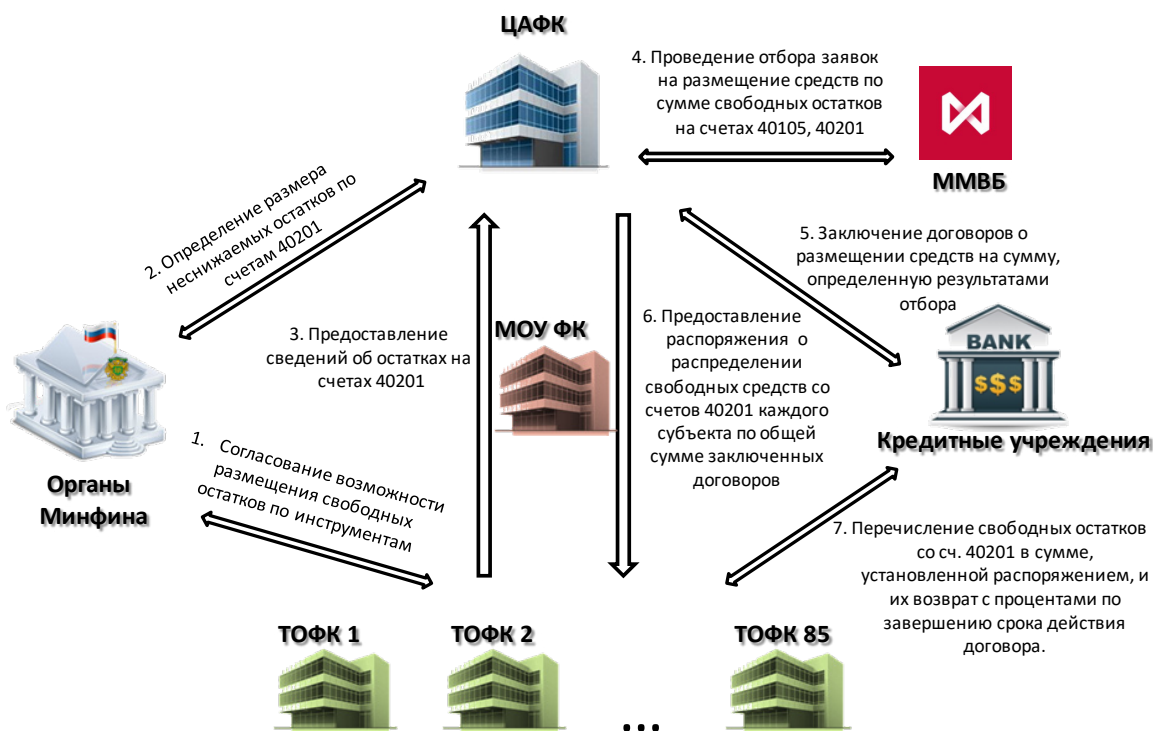 ЦАФК
4. Проведение отбора заявок
на размещение средств по
сумме свободных остатков
на счетах 40105, 40201
ММВБ
2. Определение размера
неснижаемых остатков по
счетам 40201
5. Заключение договоров о
размещении средств на сумму,
определенную результатами
отбора
3. Предоставление
сведений об остатках на
счетах 40201
МОУ ФК
6. Предоставление
распоряжения о
распределении
свободных средств со
счетов 40201 каждого
субъекта по общей
сумме заключенных
договоров
BANK
$$$
Кредитные учреждения
Органы
Минфина
1. Согласование возможности
размещения свободных
остатков по инструментам
7. Перечисление свободных остатков
со сч. 40201 в сумме,
установленной распоряжением, и
их возврат с процентами по
завершению срока действия
договора.
ТОФК 1
ТОФК 2
ТОФК 85
...